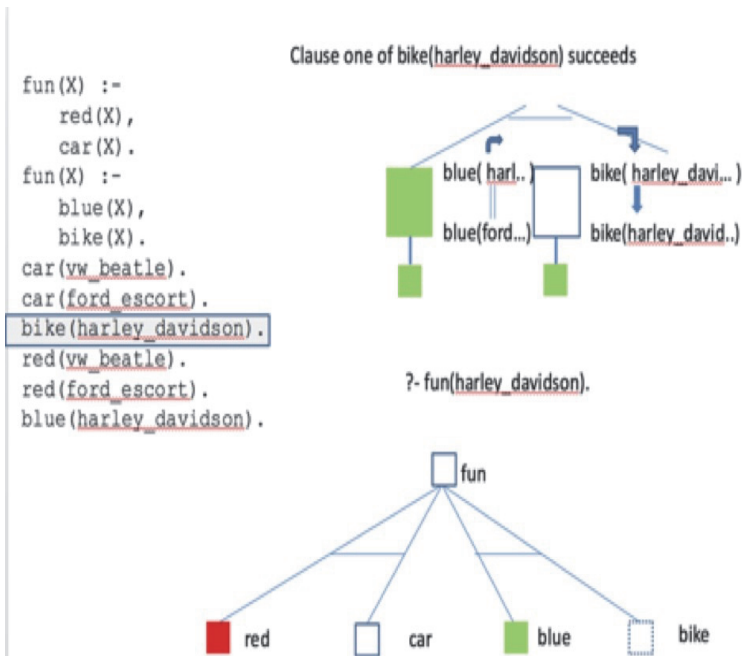 Clause one of bike(harley_davidson) succeeds
fun(X) :-
red(X),
car(X).
fun(X) :-
blue(X),
bike(X).
car(vw_beatle).
car(ford_escort).
bike(harley_davidson).
red(vw_beatle).
red(ford_escort).
blue(harley_davidson).
blue( harl.. )
bike( harley_davi... )
blue(ford...)
bike(harley_david..)
?- fun(harley_davidson).
fun
red
car
blue
bike